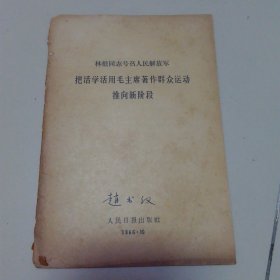 林彪同志号召人民解放军
把活学活用毛主席著作群众运动
推向新阶段
人民日报出版社
1966·10